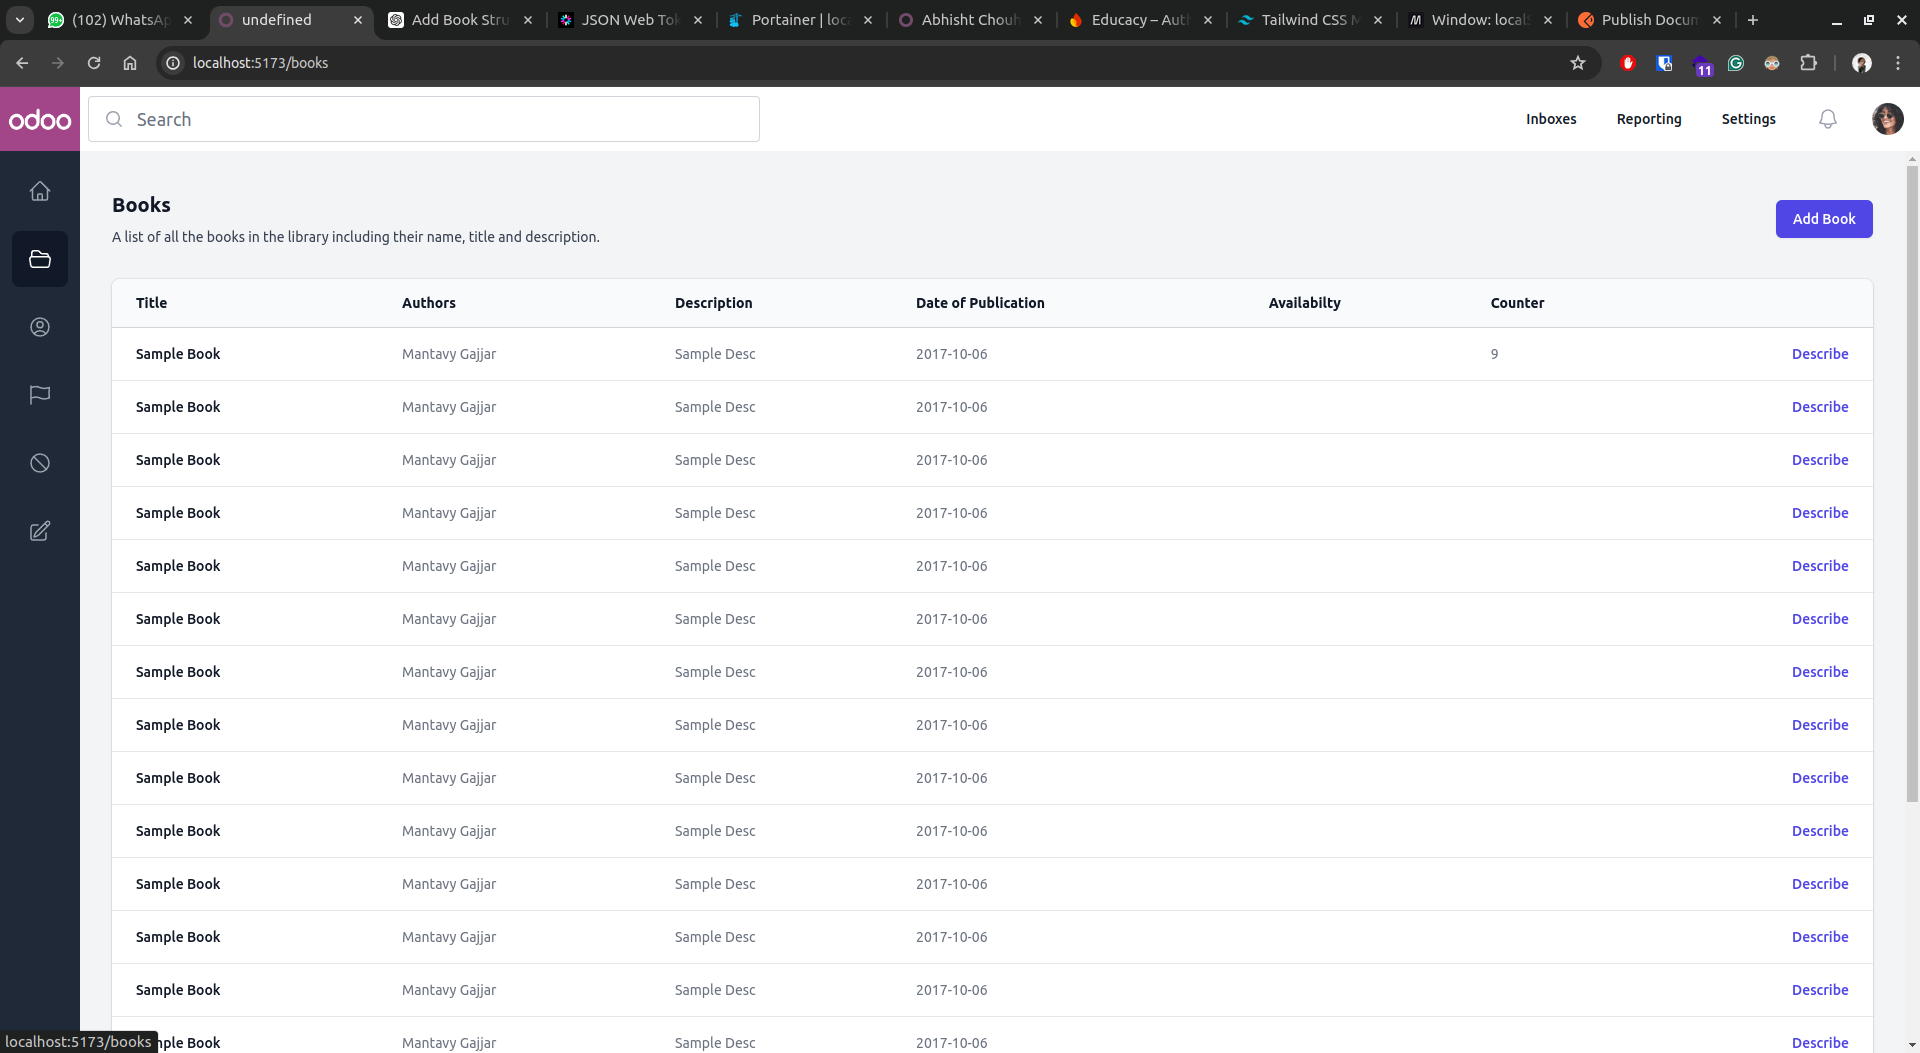 (102) WhatsAp
undefined
Add Book Stru
JSON Web Tok
Portainer | loca
Abhisht Chouh
Educacy – Auth
Tailwind CSS M
Window: localS
Publish Docum
localhost:5173/books
11
odoo
Search
Inboxes
Reporting
Settings
Books
A list of all the books in the library including their name, title and description.
Add Book
Title Authors Description Date of Publication Availabilty Counter
Sample Book Mantavy Gajjar Sample Desc 2017-10-06 9 Describe
Sample Book Mantavy Gajjar Sample Desc 2017-10-06 Describe
Sample Book Mantavy Gajjar Sample Desc 2017-10-06 Describe
Sample Book Mantavy Gajjar Sample Desc 2017-10-06 Describe
Sample Book Mantavy Gajjar Sample Desc 2017-10-06 Describe
Sample Book Mantavy Gajjar Sample Desc 2017-10-06 Describe
Sample Book Mantavy Gajjar Sample Desc 2017-10-06 Describe
Sample Book Mantavy Gajjar Sample Desc 2017-10-06 Describe
Sample Book Mantavy Gajjar Sample Desc 2017-10-06 Describe
Sample Book Mantavy Gajjar Sample Desc 2017-10-06 Describe
Sample Book Mantavy Gajjar Sample Desc 2017-10-06 Describe
Sample Book Mantavy Gajjar Sample Desc 2017-10-06 Describe
Sample Book Mantavy Gajjar Sample Desc 2017-10-06 Describe
mple Book Mantavy Gajjar Sample Desc 2017-10-06 Describe
localhost:5173/books